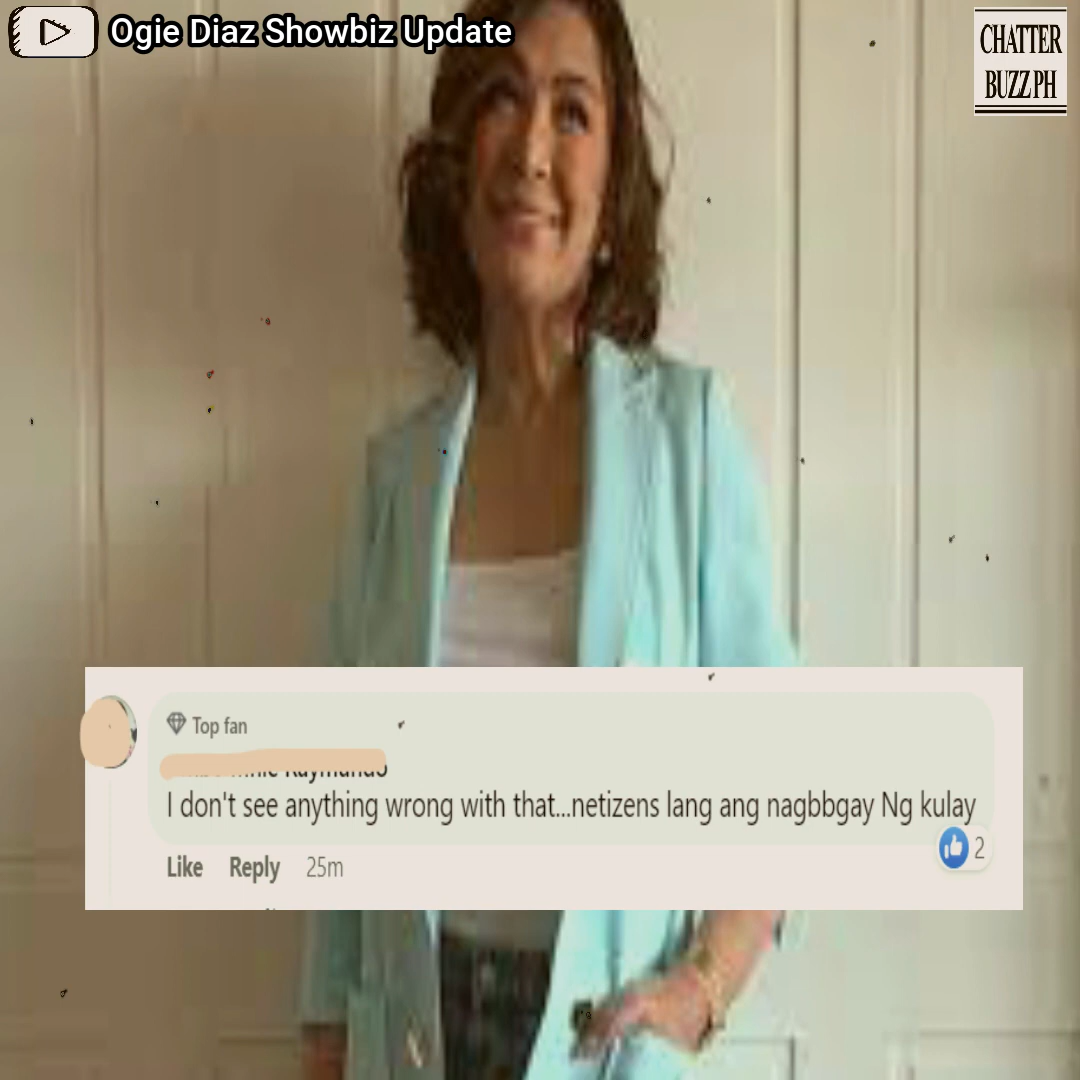 Ogie Diaz Showbiz Update
CHATTER
BUZZ PH
Top fan
I don't see anything wrong with that...netizens lang ang nagbbgay Ng kulay
2
Like Reply 25m